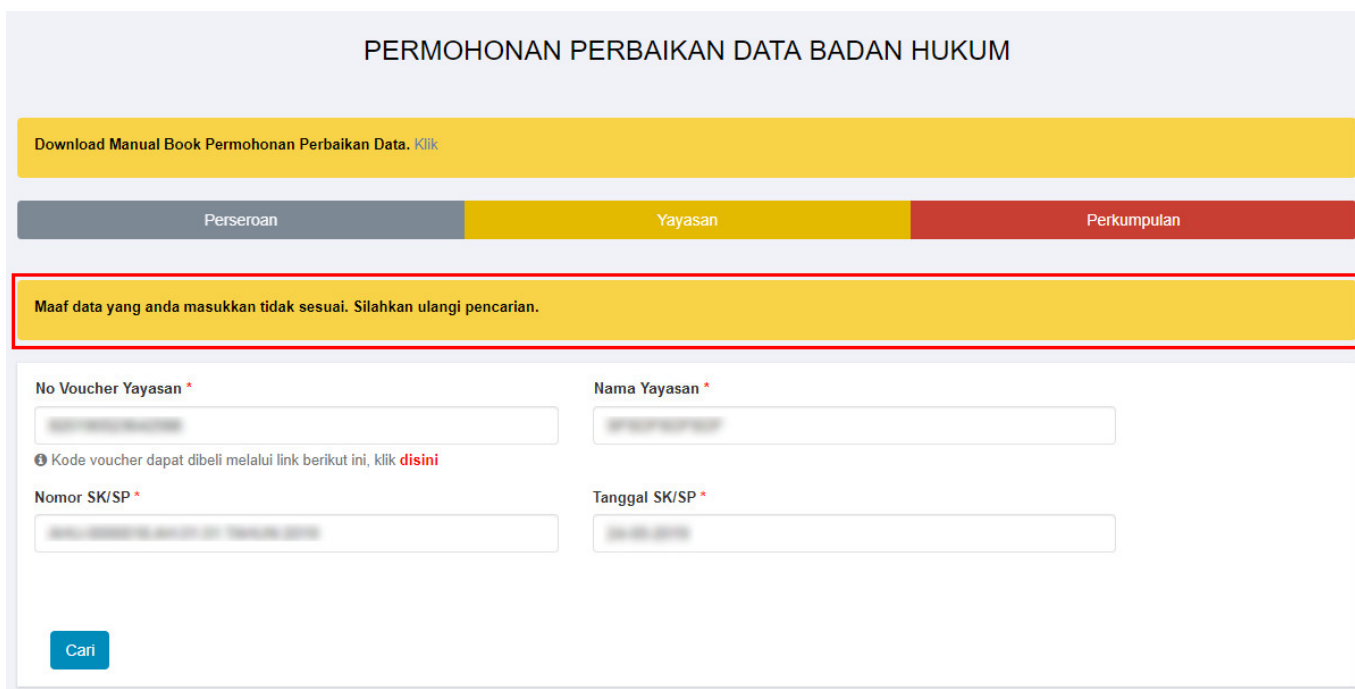 PERMOHONAN PERBAIKAN DATA BADAN HUKUM
Download Manual Book Permohonan Perbaikan Data. Klik
Perseroan Yayasan Perkumpulan
Maaf data yang anda masukkan tidak sesuai. Silahkan ulangi pencarian.
No Voucher Yayasan * Nama Yayasan *
Kode voucher dapat dibeli melalui link berikut ini, klik disini
Nomor SK/SP * Tanggal SK/SP *
Cari